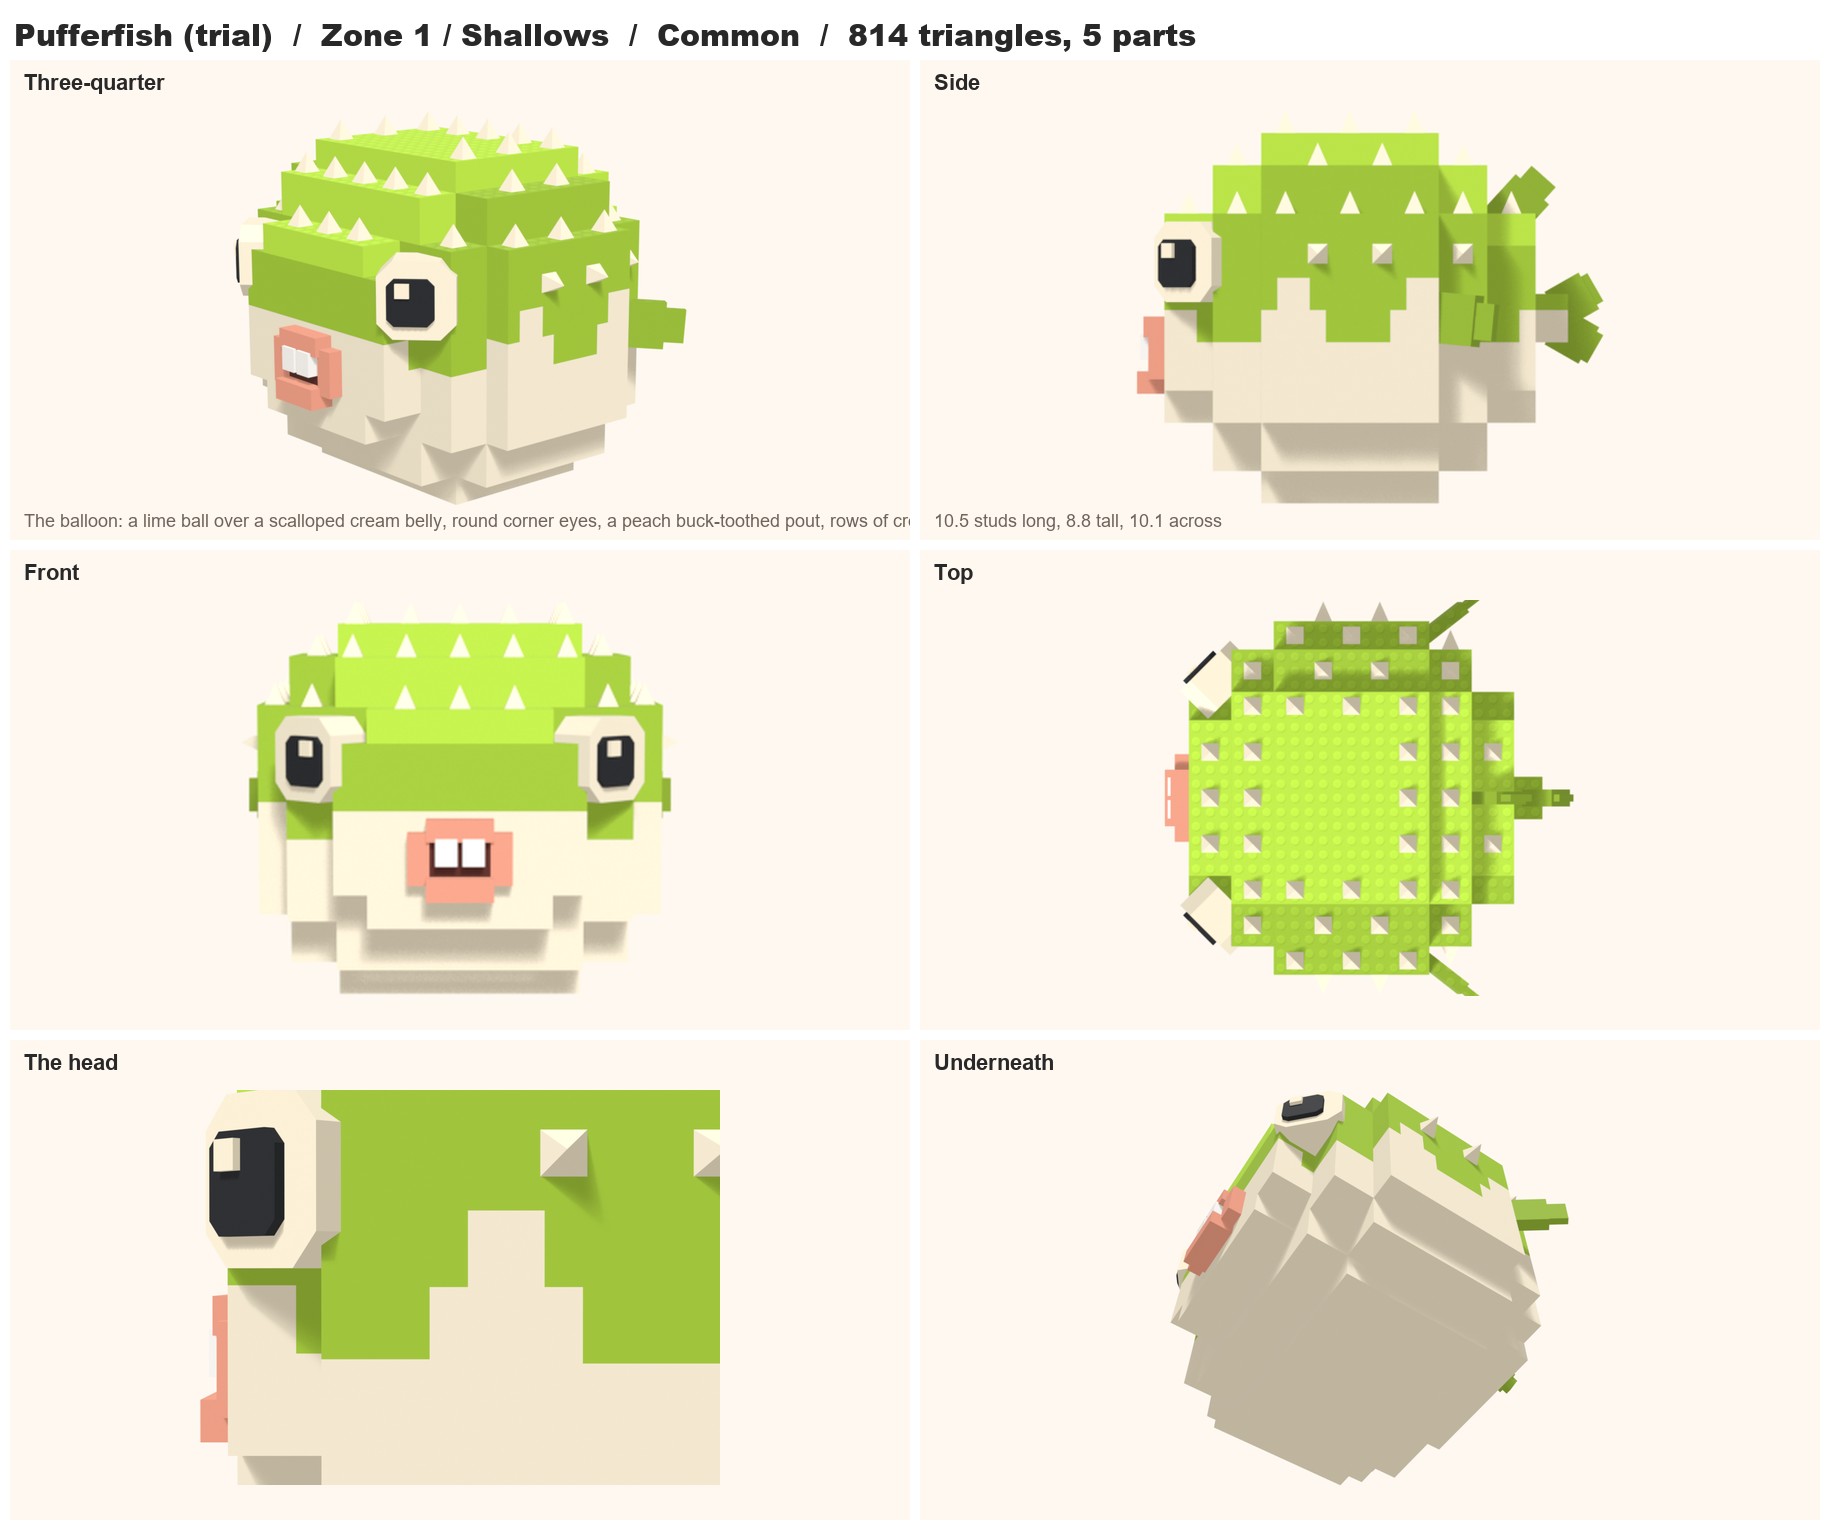 Pufferfish (trial) / Zone 1 / Shallows / Common / 814 triangles, 5 parts
Three-quarter
Side
The balloon: a lime ball over a scalloped cream belly, round corner eyes, a peach buck-toothed pout, rows of cr
10.5 studs long, 8.8 tall, 10.1 across
Front
Top
The head
Underneath